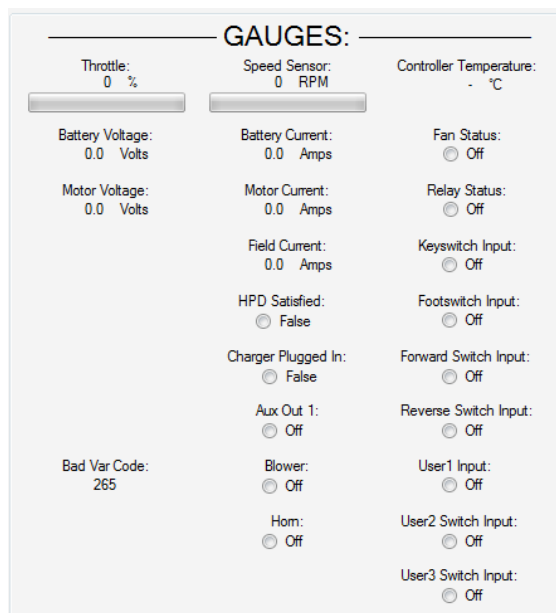 GAUGES:
Throttle:
0 %
Speed Sensor:
0 RPM
Controller Temperature:
- °C
Battery Voltage:
0.0 Volts
Battery Current:
0.0 Amps
Fan Status:
Off
Motor Voltage:
0.0 Volts
Motor Current:
0.0 Amps
Relay Status:
Off
Field Current:
0.0 Amps
Keyswitch Input:
Off
HPD Satisfied:
False
Footswitch Input:
Off
Charger Plugged In:
False
Forward Switch Input:
Off
Aux Out 1:
Off
Reverse Switch Input:
Off
Bad Var Code:
265
Blower:
Off
User1 Input:
Off
Horn:
Off
User2 Switch Input:
Off
User3 Switch Input:
Off